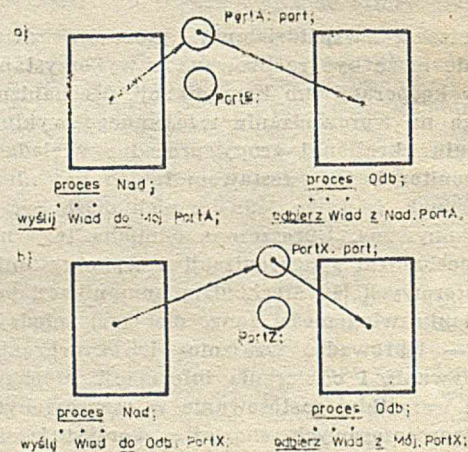 a)
PortA: port;
PortB;
proces Nad;
proces Odb;
wyślij Wiad do Mój PortA;
odbierz Wiad z Nad.PortA,
b)
PortX. port;
PortZ;
proces Nad;
proces Odb;
wyślij Wiad do Odb. PortX;
odbierz Wiad z Mój.PortX;